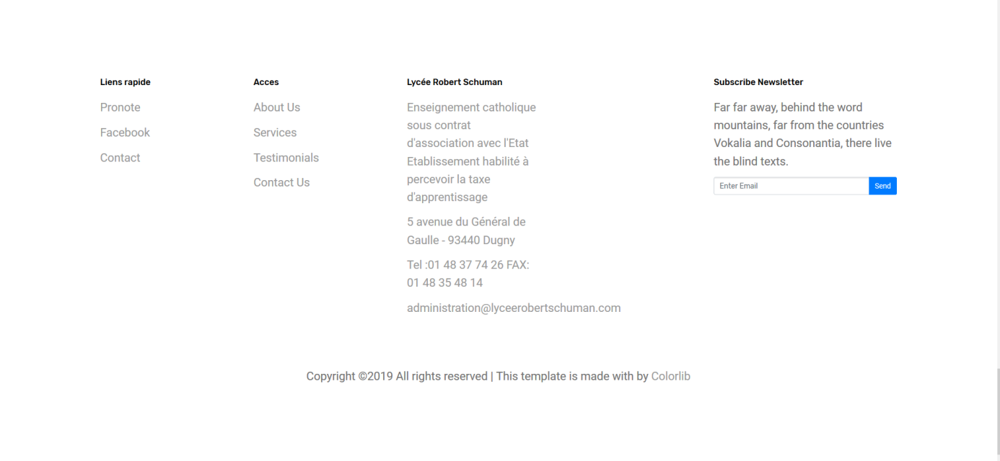 Liens rapide
Pronote
Facebook
Contact
Acces
About Us
Services
Testimonials
Contact Us
Lycée Robert Schuman
Enseignement catholique
sous contrat
d'association avec l'Etat
Etablissement habilité à
percevoir la taxe
d'apprentissage
5 avenue du Général de
Gaulle - 93440 Dugny
Tel :01 48 37 74 26 FAX:
01 48 35 48 14
administration@lyceerobertschuman.com
Subscribe Newsletter
Far far away, behind the word
mountains, far from the countries
Vokalia and Consonantia, there live
the blind texts.
Enter Email
Send
Copyright ©2019 All rights reserved | This template is made with by Colorlib